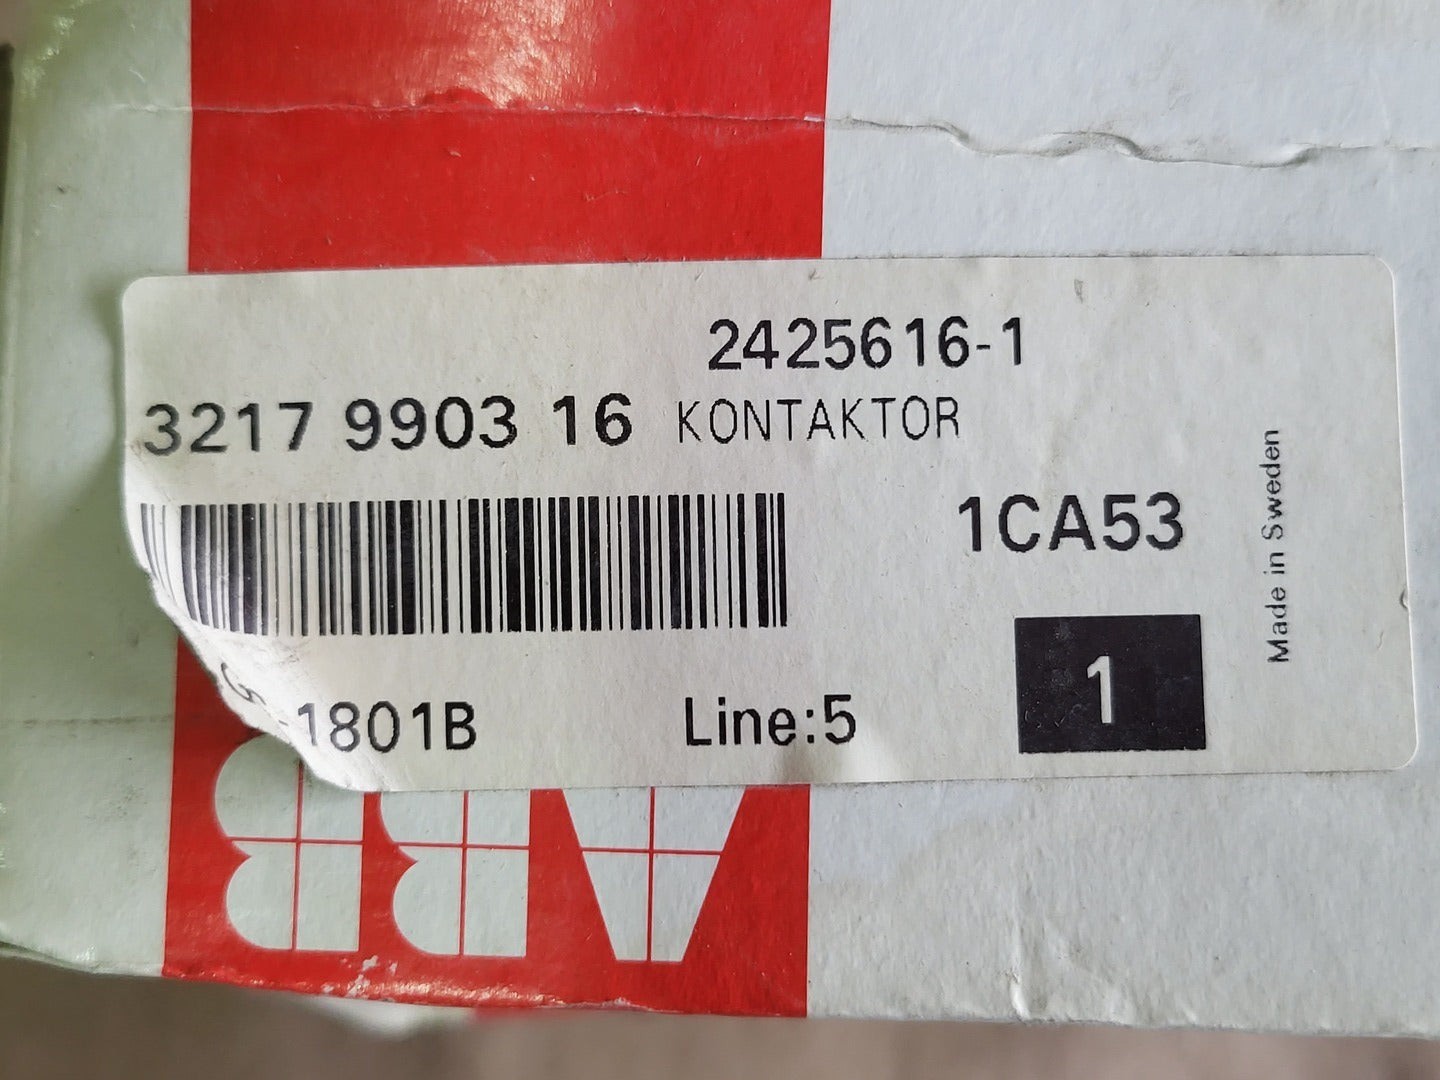 2425616-1
3217 9903 16 KONTAKTOR
1CA53
Made in Sweden
1801B Line:5
1
ABB